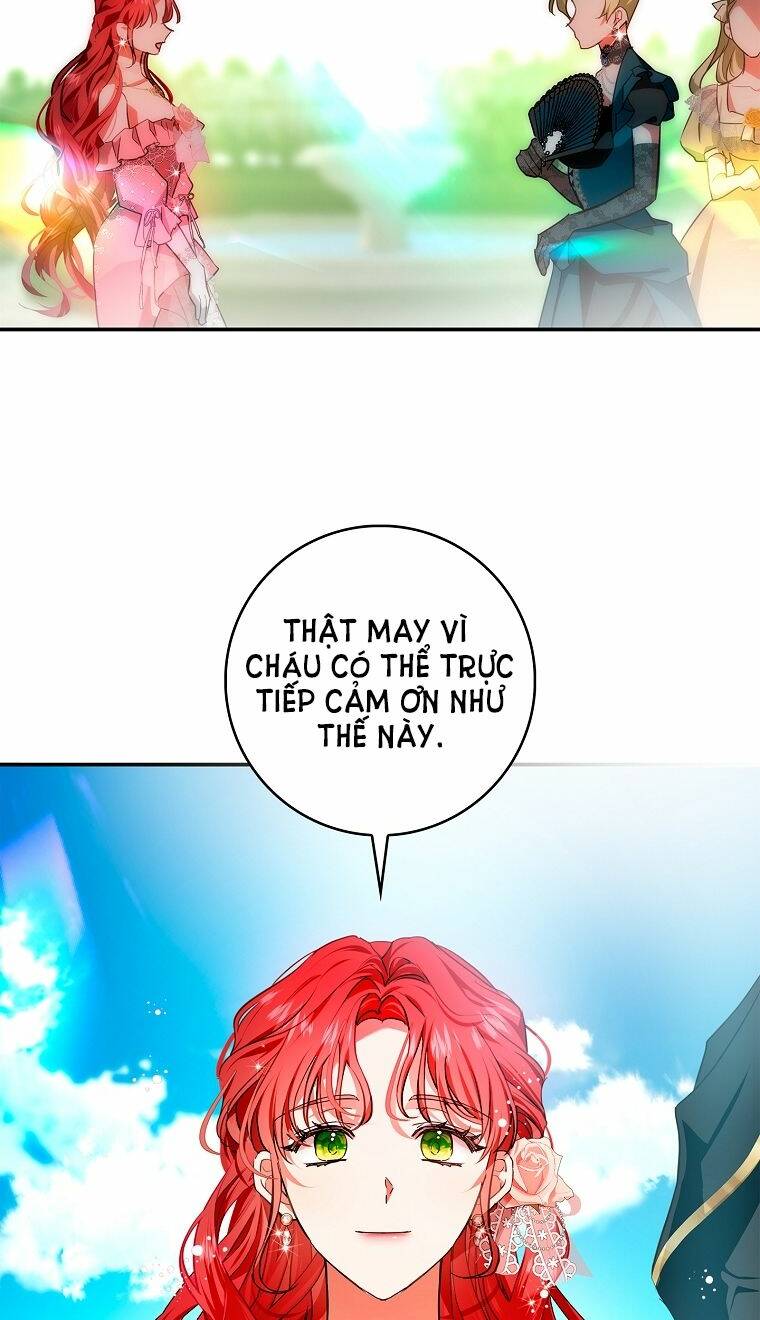 THẬT MAY VÌ
CHÁU CÓ THỂ TRỰC
TIẾP CẢM ƠN NHƯ
THẾ NÀY.